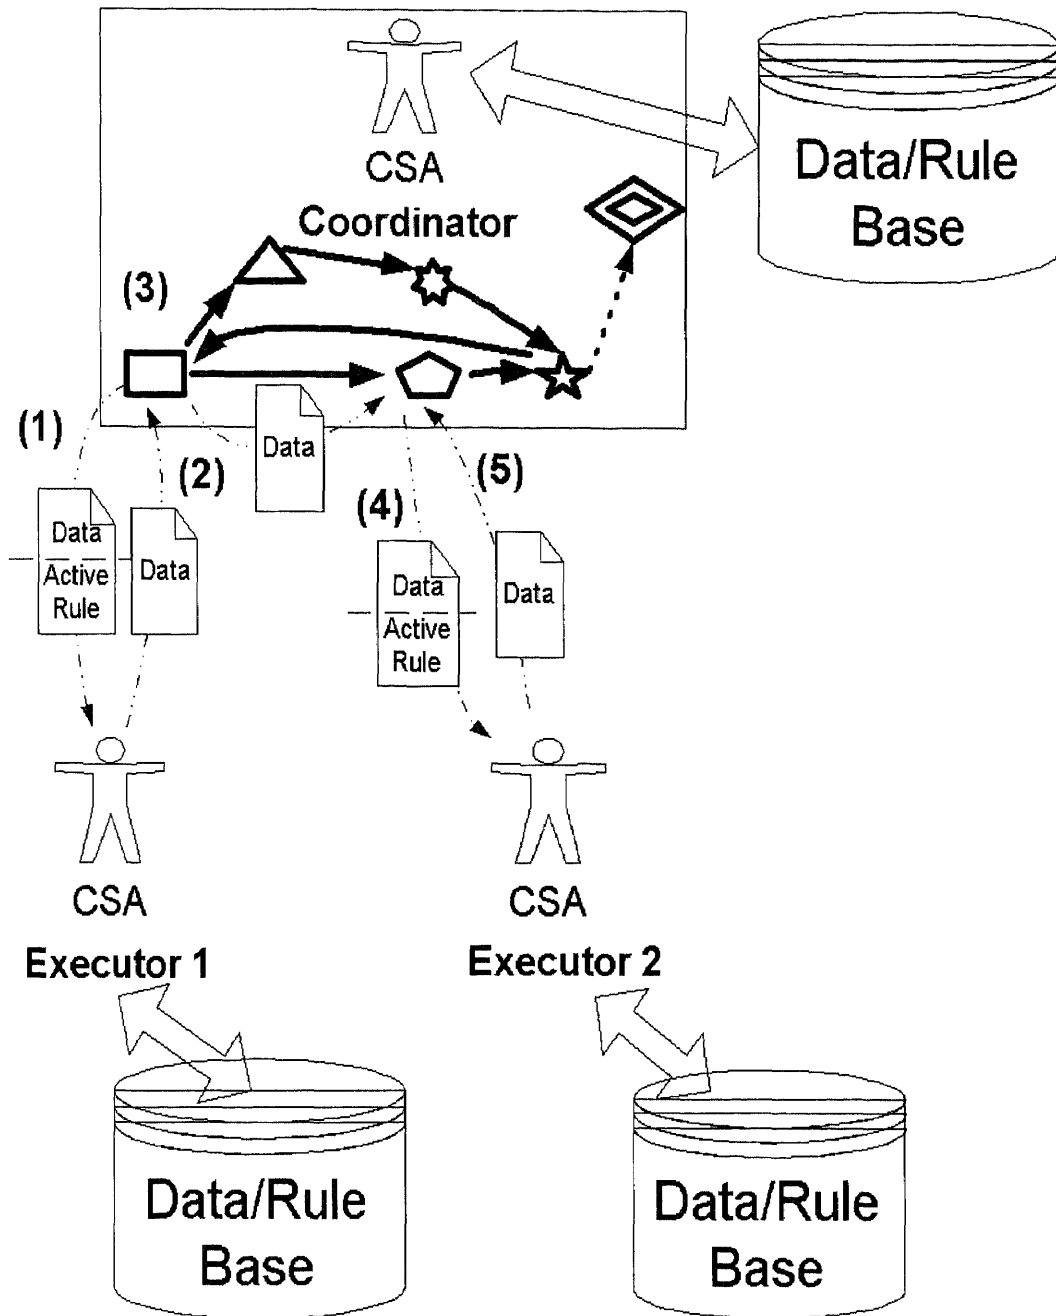 CSA
Coordinator
Data/Rule
Base
(3)
(1)
(2)
Data
(4)
(5)
Data
Active
Rule
Data
Data
Active
Rule
Data
CSA
Executor 1
CSA
Executor 2
Data/Rule
Base
Data/Rule
Base